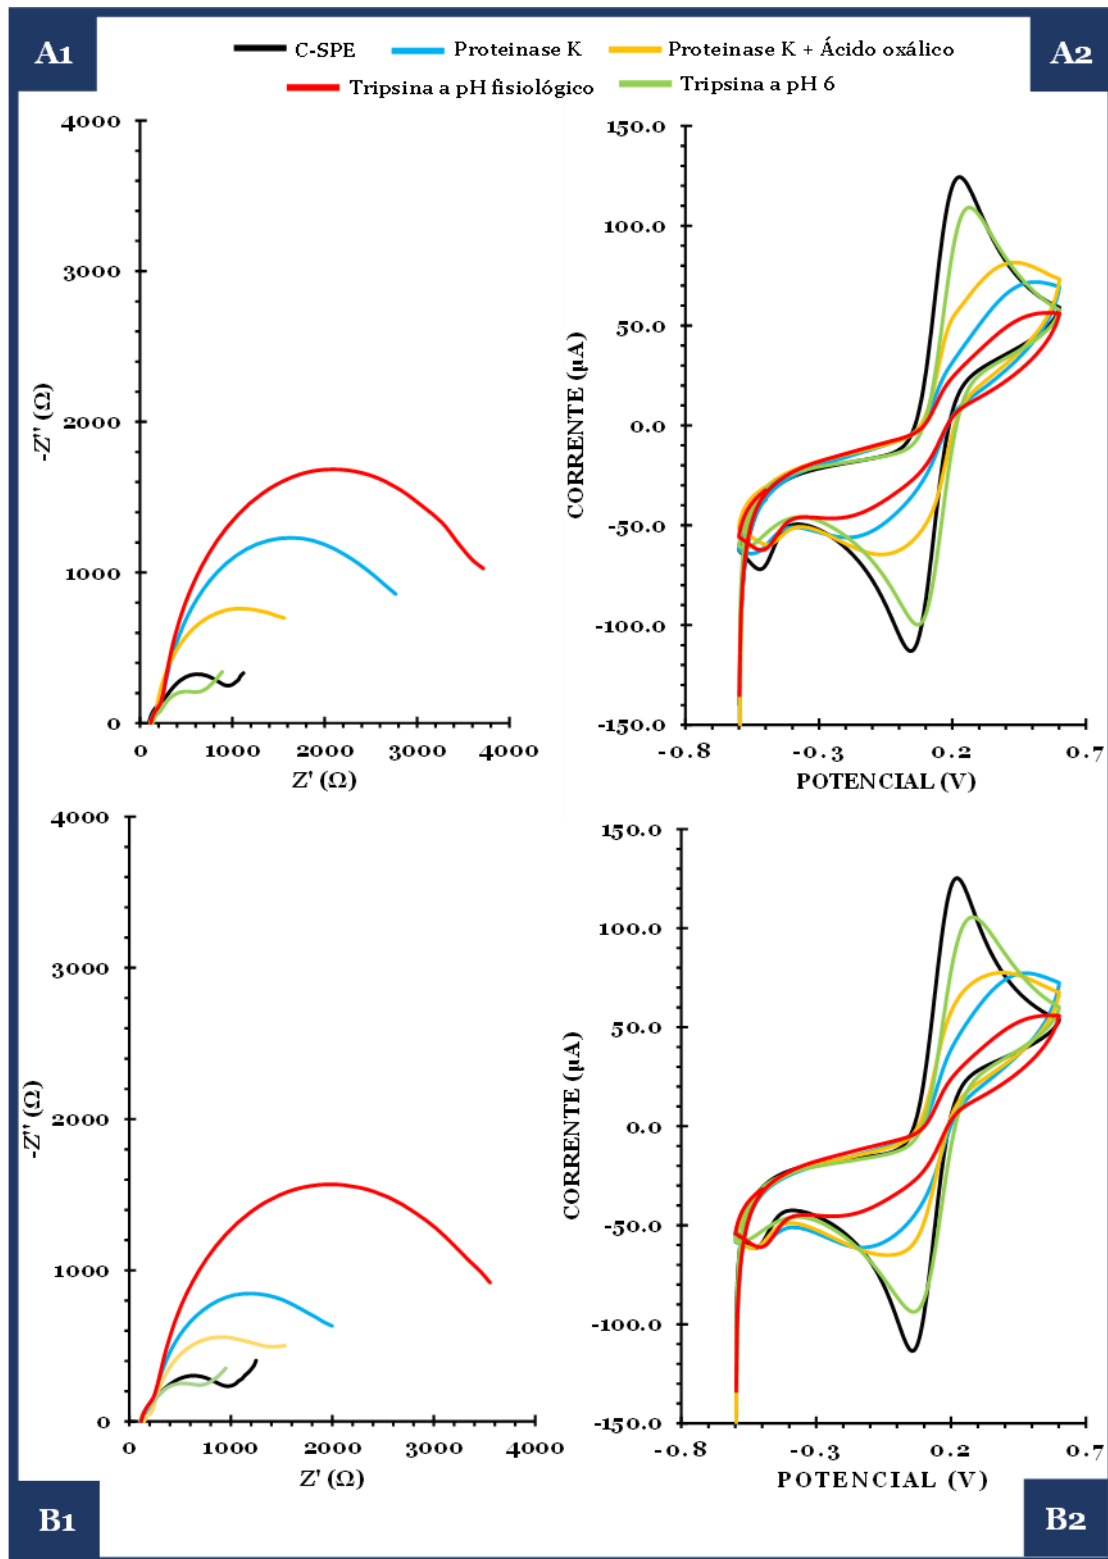 A1
A2
C-SPE Proteinase K Proteinase K + Ácido oxálico
Tripsina a pH fisiológico Tripsina a pH 6
4000
3000
2000
1000
0
-Z'' (Ω)
0 1000 2000 3000 4000
Z' (Ω)
150.0
100.0
50.0
0.0
-50.0
-100.0
-150.0
CORRENTE (µA)
-0.8 -0.3 0.2 0.7
POTENCIAL (V)
4000
3000
2000
1000
0
-Z'' (Ω)
0 1000 2000 3000 4000
Z' (Ω)
150.0
100.0
50.0
0.0
-50.0
-100.0
-150.0
CORRENTE (µA)
-0.8 -0.3 0.2 0.7
POTENCIAL (V)
B1
B2